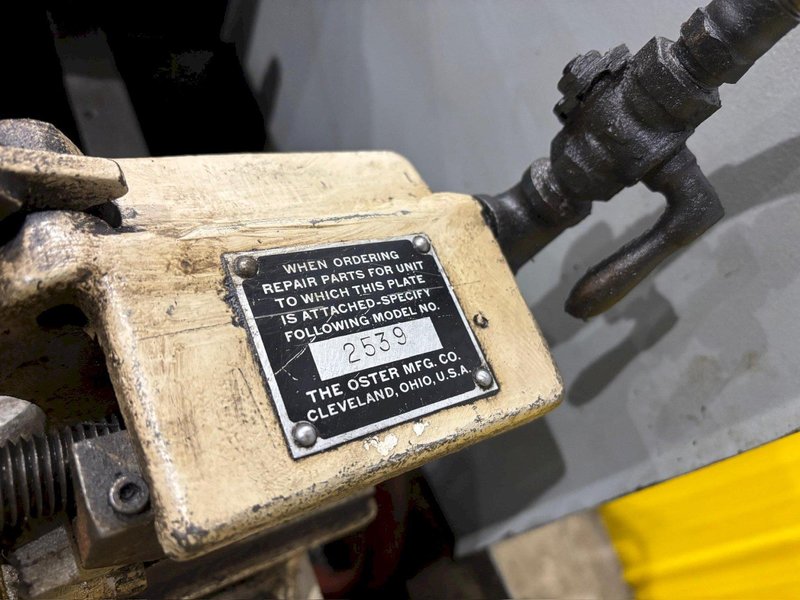 WHEN ORDERING
REPAIR PARTS FOR UNIT
TO WHICH THIS PLATE
IS ATTACHED-SPECIFY
FOLLOWING MODEL NO.
2539
THE OSTER MFG. CO.
CLEVELAND, OHIO, U.S.A.